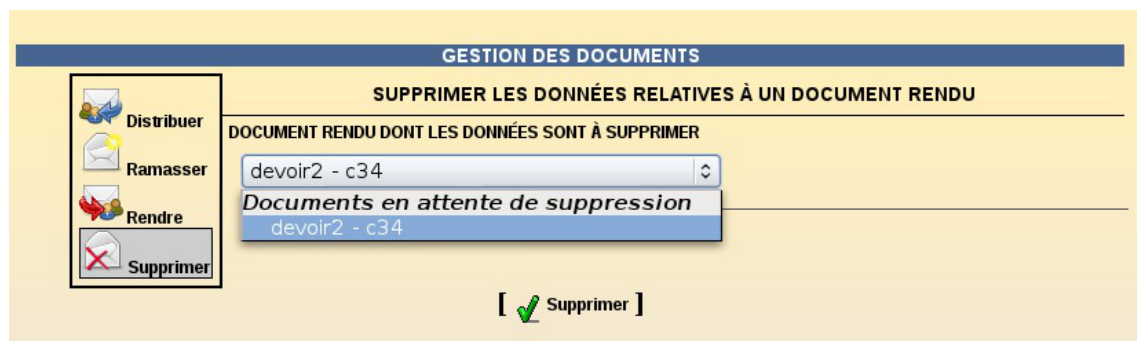 GESTION DES DOCUMENTS
SUPPRIMER LES DONNÉES RELATIVES À UN DOCUMENT RENDU
Distribuer
DOCUMENT RENDU DONT LES DONNÉES SONT À SUPPRIMER
Ramasser
devoir2 - c34
Documents en attente de suppression
Rendre
devoir2 - c34
Supprimer
[ Supprimer ]